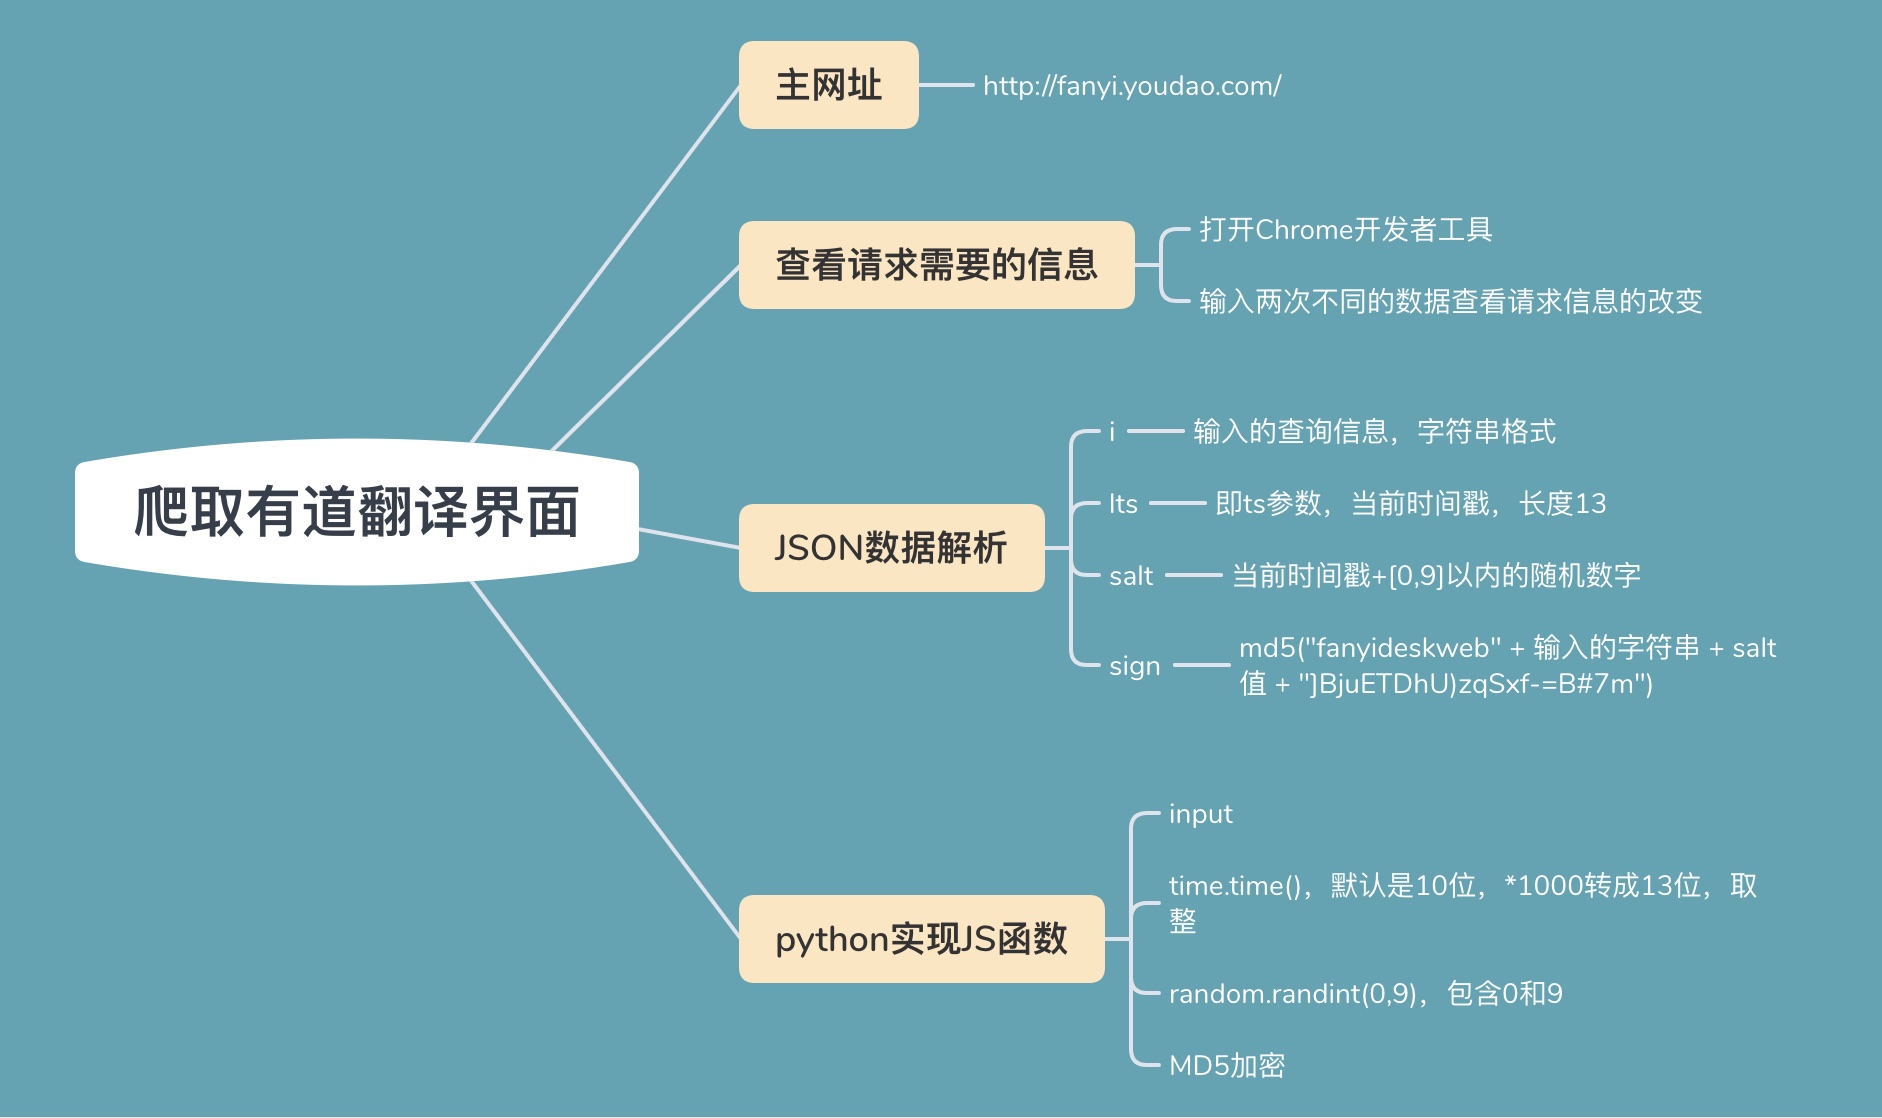 主网址
http://fanyi.youdao.com/
查看请求需要的信息
打开Chrome开发者工具
输入两次不同的数据查看请求信息的改变
爬取有道翻译界面
JSON数据解析
i
输入的查询信息，字符串格式
lts
即ts参数，当前时间戳，长度13
salt
当前时间戳+[0,9]以内的随机数字
sign
md5("fanyideskweb" + 输入的字符串 + salt
值 + "]BjuETDhU)zqSxf-=B#7m")
python实现JS函数
input
time.time()，默认是10位，*1000转成13位，取
整
random.randint(0,9)，包含0和9
MD5加密